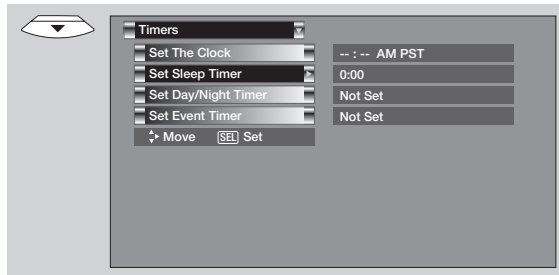 Timers
Set The Clock -- : -- AM PST
Set Sleep Timer 0:00
Set Day/Night Timer Not Set
Set Event Timer Not Set
Move SEL Set